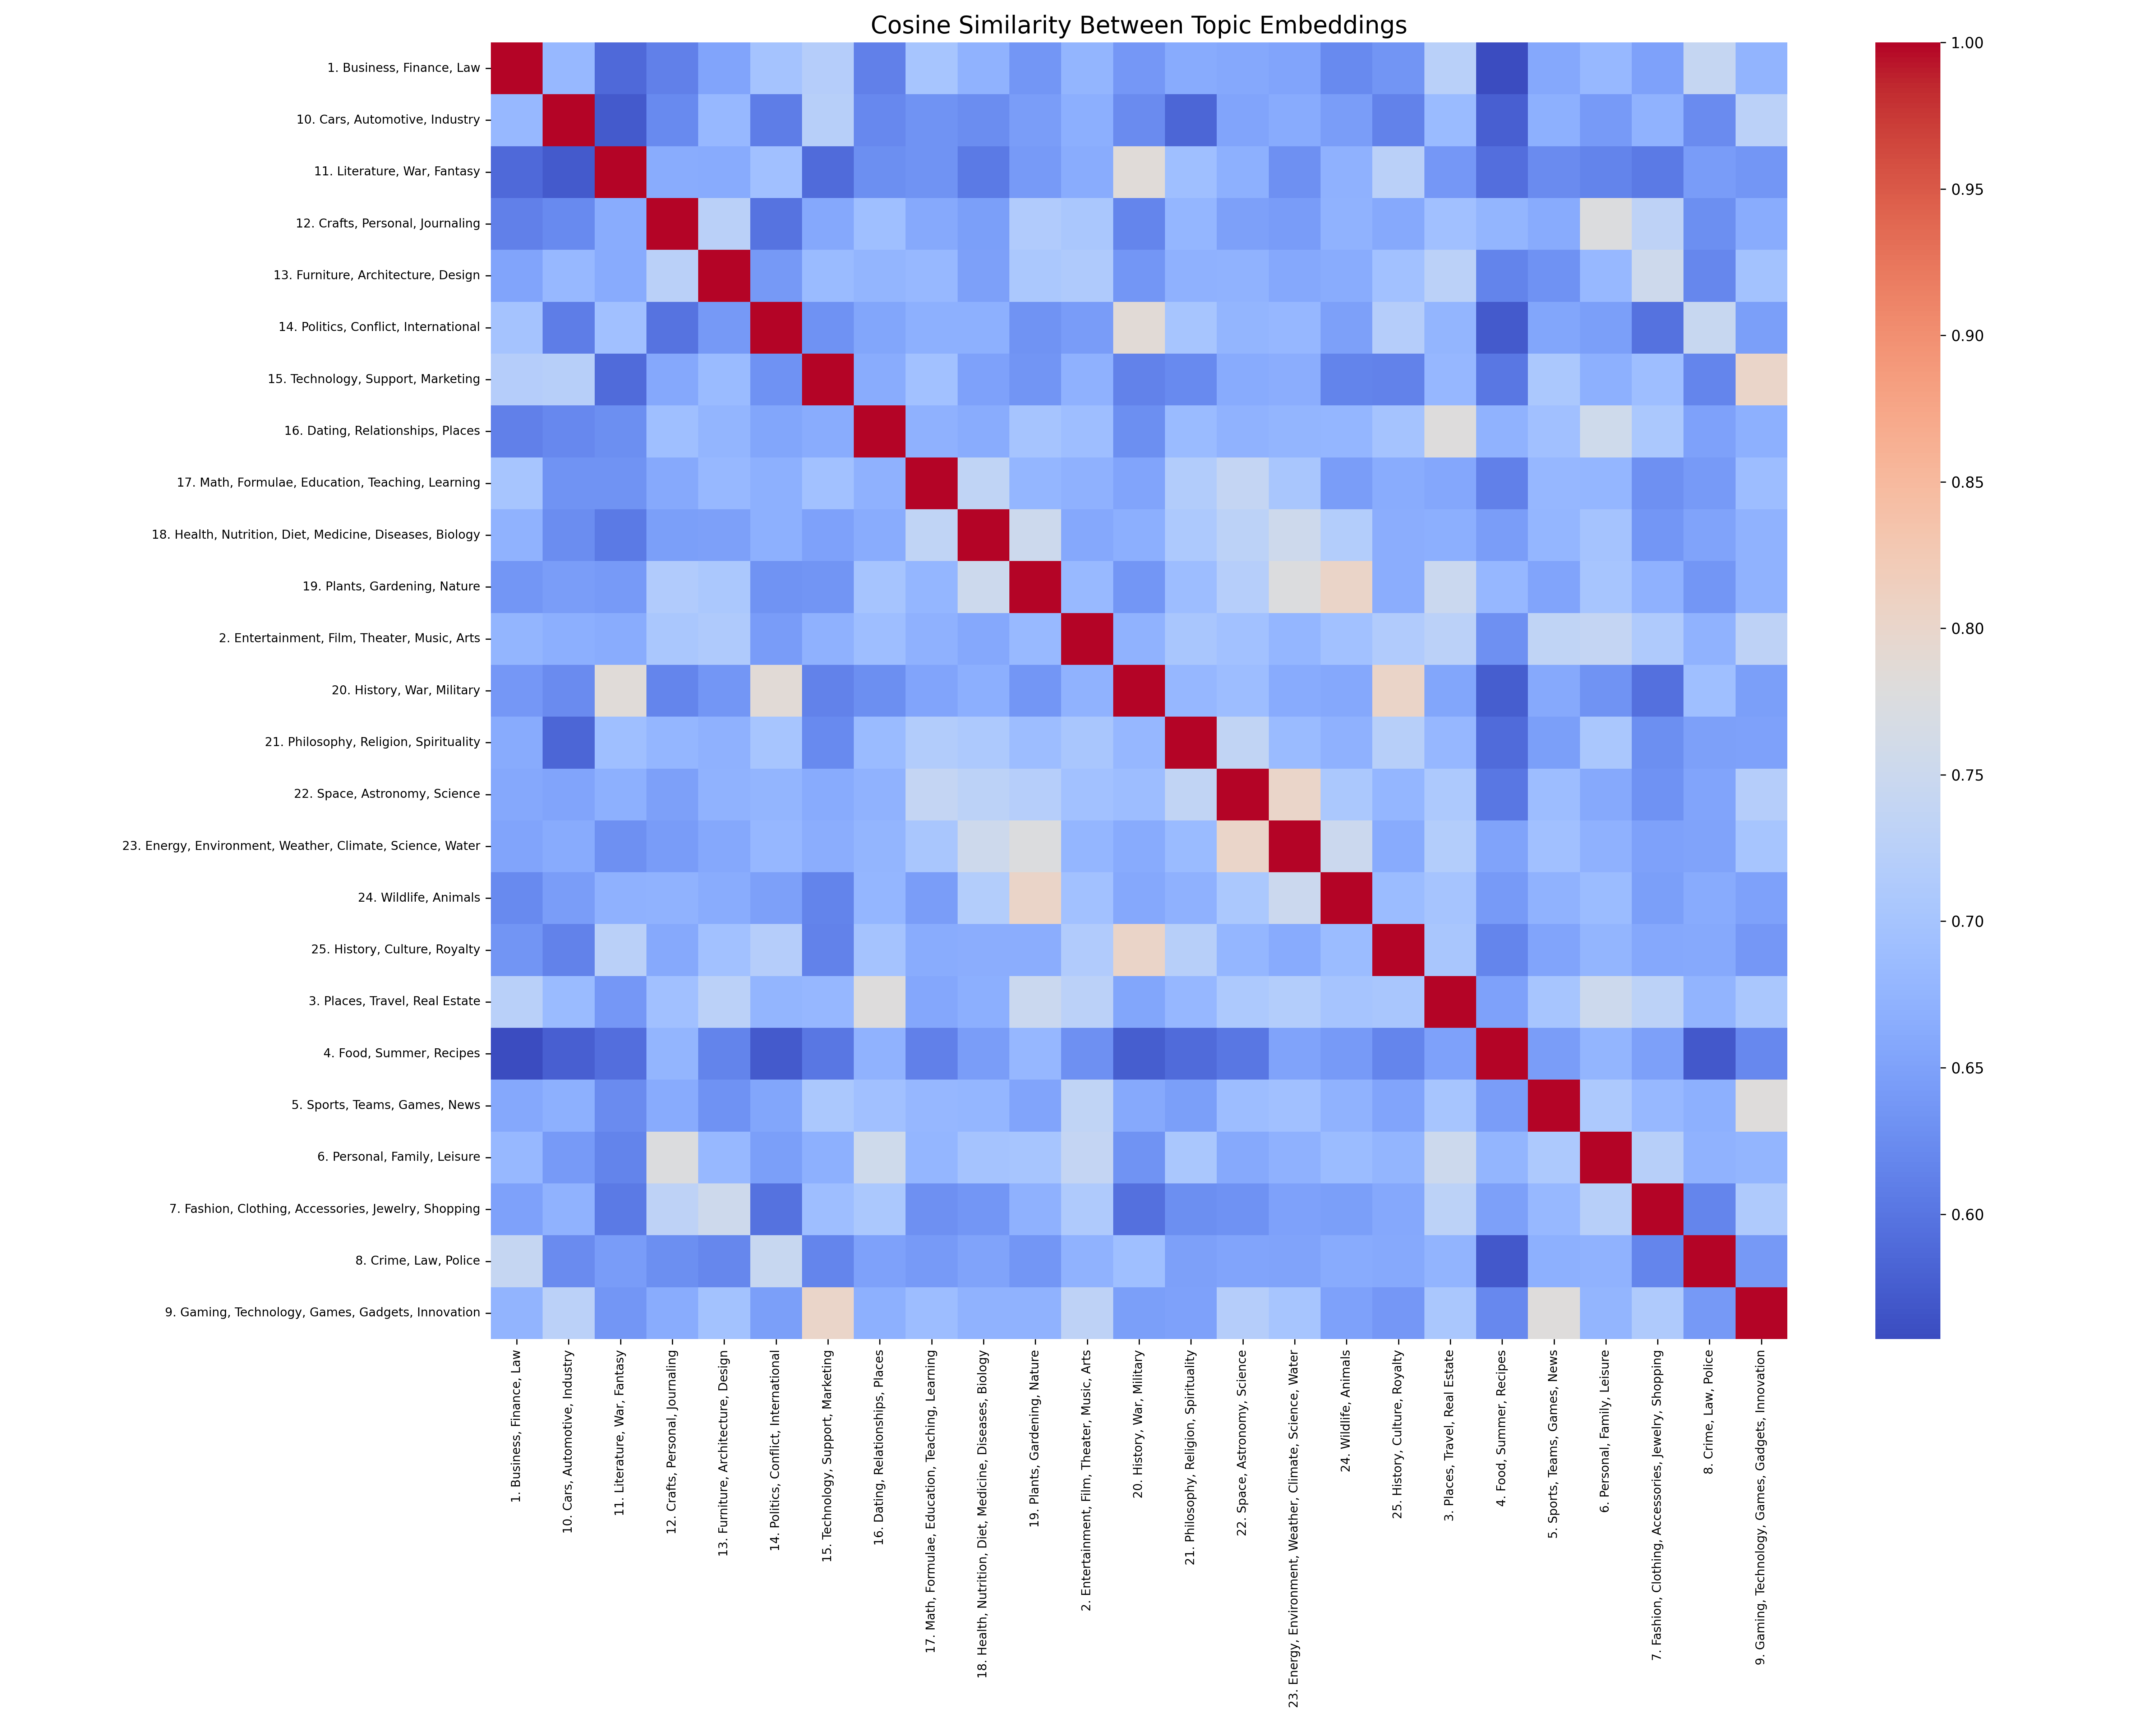 Cosine Similarity Between Topic Embeddings
1. Business, Finance, Law
10. Cars, Automotive, Industry
11. Literature, War, Fantasy
12. Crafts, Personal, Journaling
13. Furniture, Architecture, Design
14. Politics, Conflict, International
15. Technology, Support, Marketing
16. Dating, Relationships, Places
17. Math, Formulae, Education, Teaching, Learning
18. Health, Nutrition, Diet, Medicine, Diseases, Biology
19. Plants, Gardening, Nature
2. Entertainment, Film, Theater, Music, Arts
20. History, War, Military
21. Philosophy, Religion, Spirituality
22. Space, Astronomy, Science
23. Energy, Environment, Weather, Climate, Science, Water
24. Wildlife, Animals
25. History, Culture, Royalty
3. Places, Travel, Real Estate
4. Food, Summer, Recipes
5. Sports, Teams, Games, News
6. Personal, Family, Leisure
7. Fashion, Clothing, Accessories, Jewelry, Shopping
8. Crime, Law, Police
9. Gaming, Technology, Games, Gadgets, Innovation
1. Business, Finance, Law
10. Cars, Automotive, Industry
11. Literature, War, Fantasy
12. Crafts, Personal, Journaling
13. Furniture, Architecture, Design
14. Politics, Conflict, International
15. Technology, Support, Marketing
16. Dating, Relationships, Places
17. Math, Formulae, Education, Teaching, Learning
18. Health, Nutrition, Diet, Medicine, Diseases, Biology
19. Plants, Gardening, Nature
2. Entertainment, Film, Theater, Music, Arts
20. History, War, Military
21. Philosophy, Religion, Spirituality
22. Space, Astronomy, Science
23. Energy, Environment, Weather, Climate, Science, Water
24. Wildlife, Animals
25. History, Culture, Royalty
3. Places, Travel, Real Estate
4. Food, Summer, Recipes
5. Sports, Teams, Games, News
6. Personal, Family, Leisure
7. Fashion, Clothing, Accessories, Jewelry, Shopping
8. Crime, Law, Police
9. Gaming, Technology, Games, Gadgets, Innovation
1.00
0.95
0.90
0.85
0.80
0.75
0.70
0.65
0.60